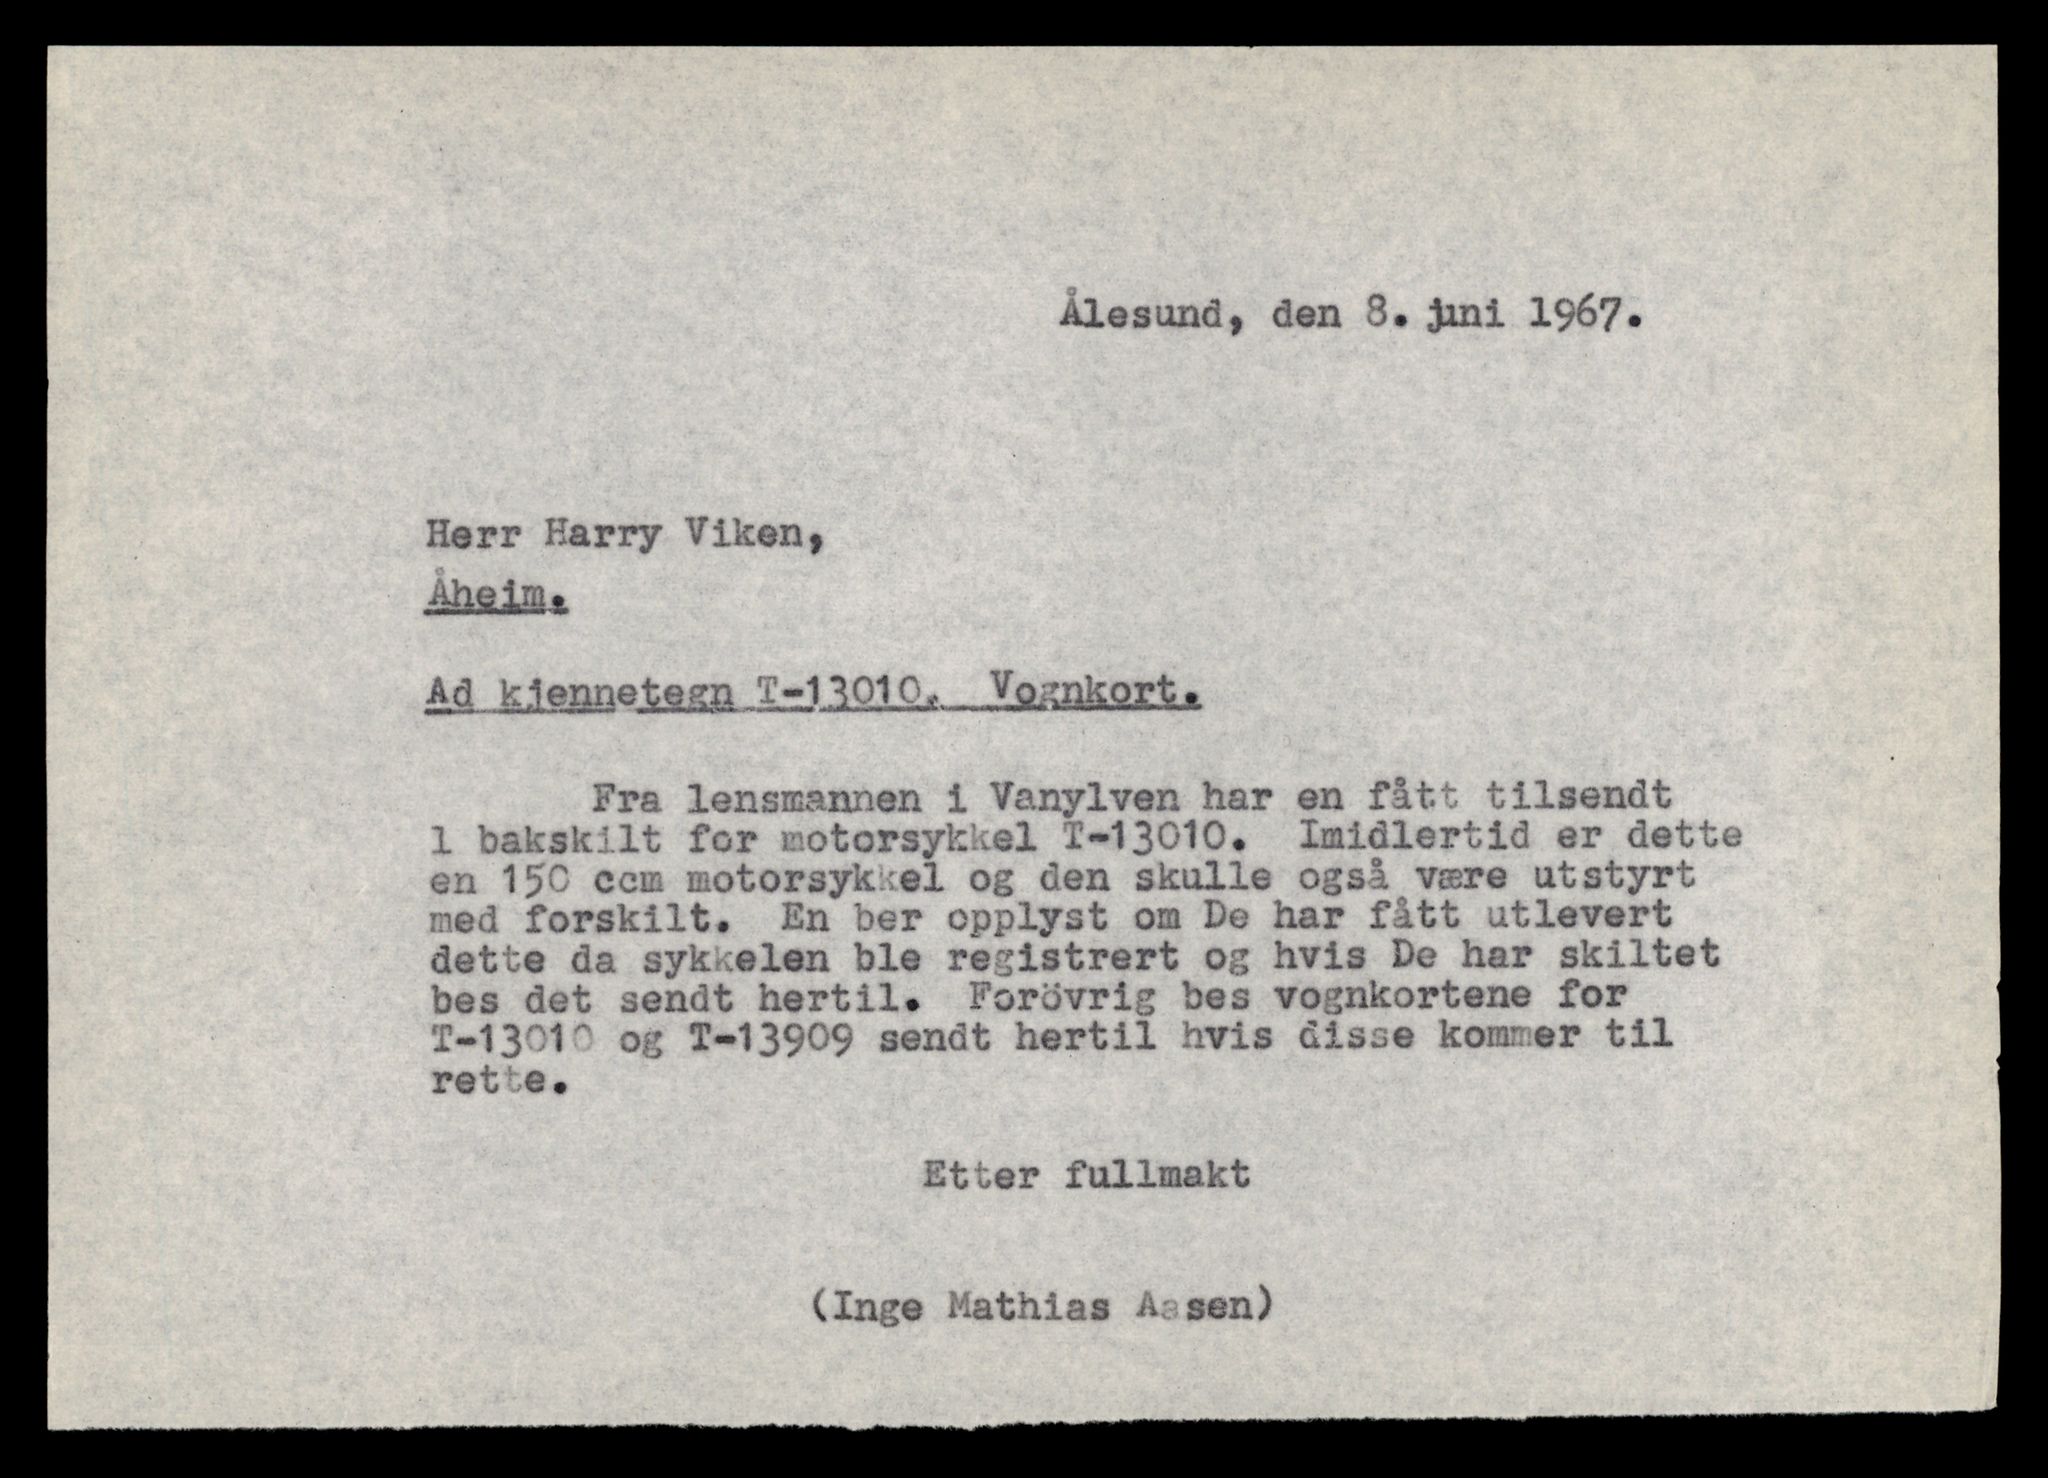 Ålesund, den 8. juni 1967.
Herr Harry Viken,
Åheim.
Ad kjennetegn T-13010. Vognkort.
Fra lensmannen i Vanylven har en fått tilsendt
1 bakskilt for motorsykkel T-13010. Imidlertid er dette
en 150 ccm motorsykkel og den skulle også være utstyrt
med forskilt. En ber opplyst om De har fått utlevert
dette da sykkelen ble registrert og hvis De har skiltet
bes det sendt hertil. Forövrig bes vognkortene for
T-13010 og T-13909 sendt hertil hvis disse kommer til
rette.
Etter fullmakt
(Inge Mathias Aasen)